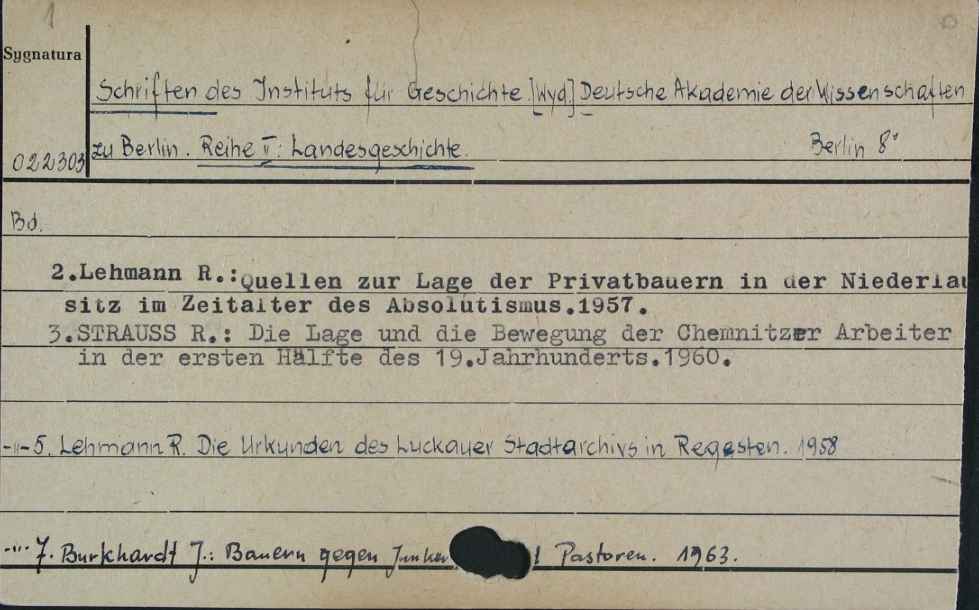 1
Sygnatura
Schriften des Instituts für Geschichte.[Wyd.] Deutsche Akademie der Wissenschaften
022303
zu Berlin. Reihe II: Landesgeschichte. Berlin 8°
Bd.
2.Lehmann R.:Quellen zur Lage der Privatbauern in der Niederlau
sitz im Zeitalter des Absolutismus.1957.
3.STRAUSS R.: Die Lage und die Bewegung der Chemnitzer Arbeiter
in der ersten Hälfte des 19.Jahrhunderts.1960.
-"-5. Lehmann R. Die Urkunden des Luckauer Stadtarchivs in Regesten. 1958
-"- 7. Burkhardt J.: Bauern gegen Junker Pastoren. 1963.